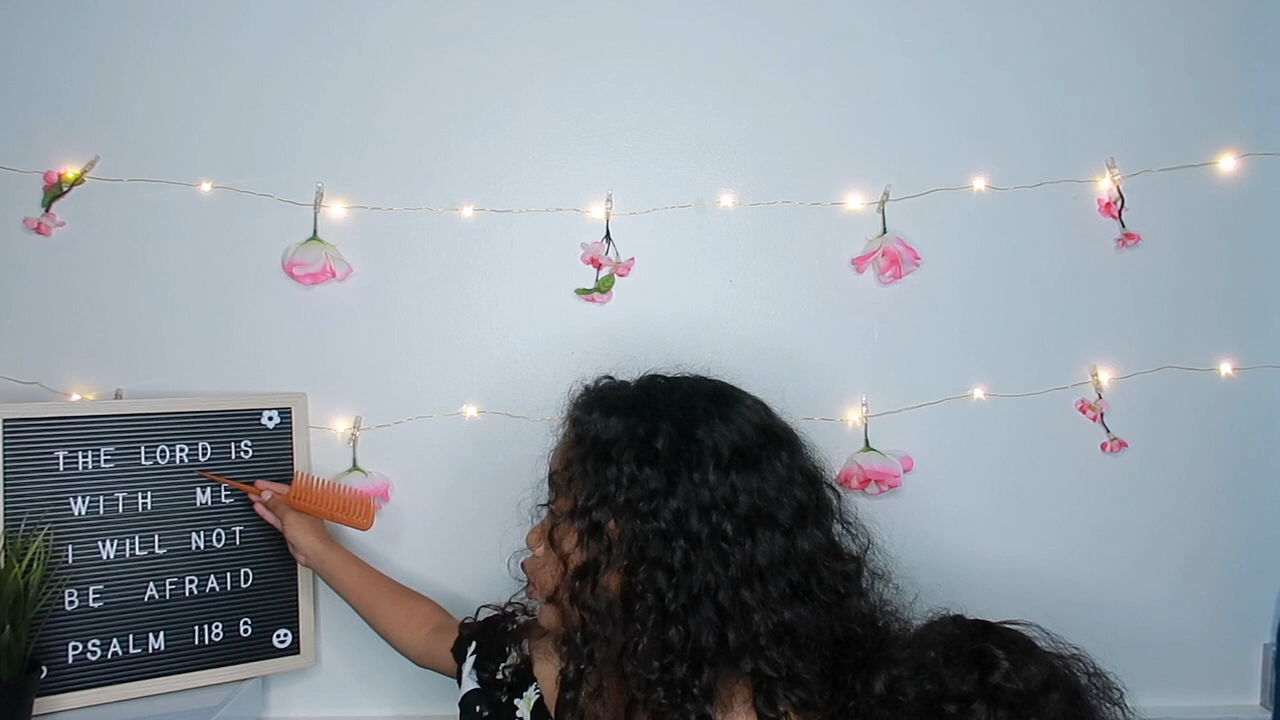 THE LORD IS
WITH ME
I WILL NOT
BE AFRAID
PSALM 118 6